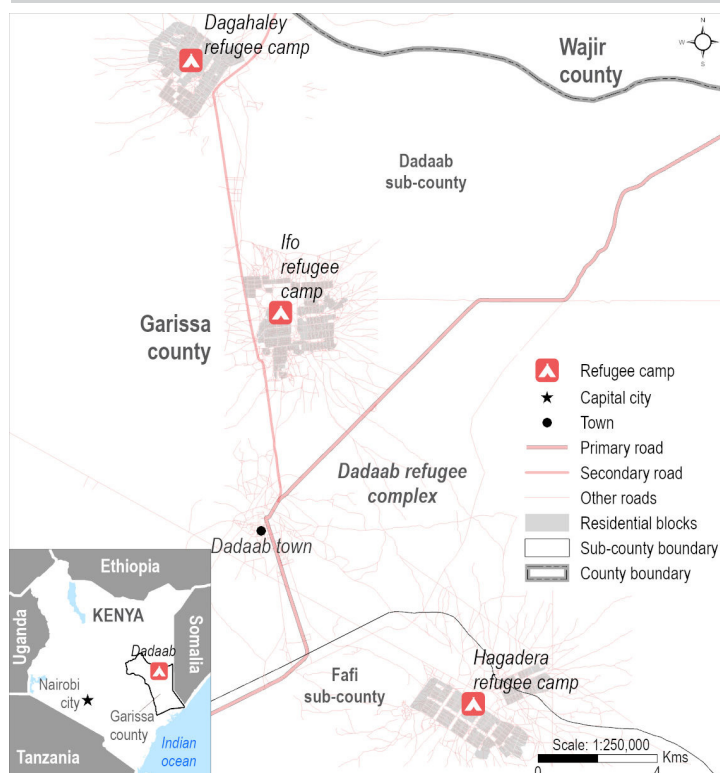 Dagahaley
refugee camp
Wajir
county
N
W
S
Dadaab
sub-county
Ifo
refugee
camp
Garissa
county
Refugee camp
Capital city
Town
Primary road
Secondary road
Other roads
Residential blocks
Sub-county boundary
County boundary
Dadaab refugee
complex
Dadaab town
Ethiopia
KENYA
Uganda
Somalia
Dadaab
Nairobi
city
Garissa
county
Indian
ocean
Tanzania
Fafi
sub-county
Hagadera
refugee camp
Scale: 1:250,000
Kms
0
4